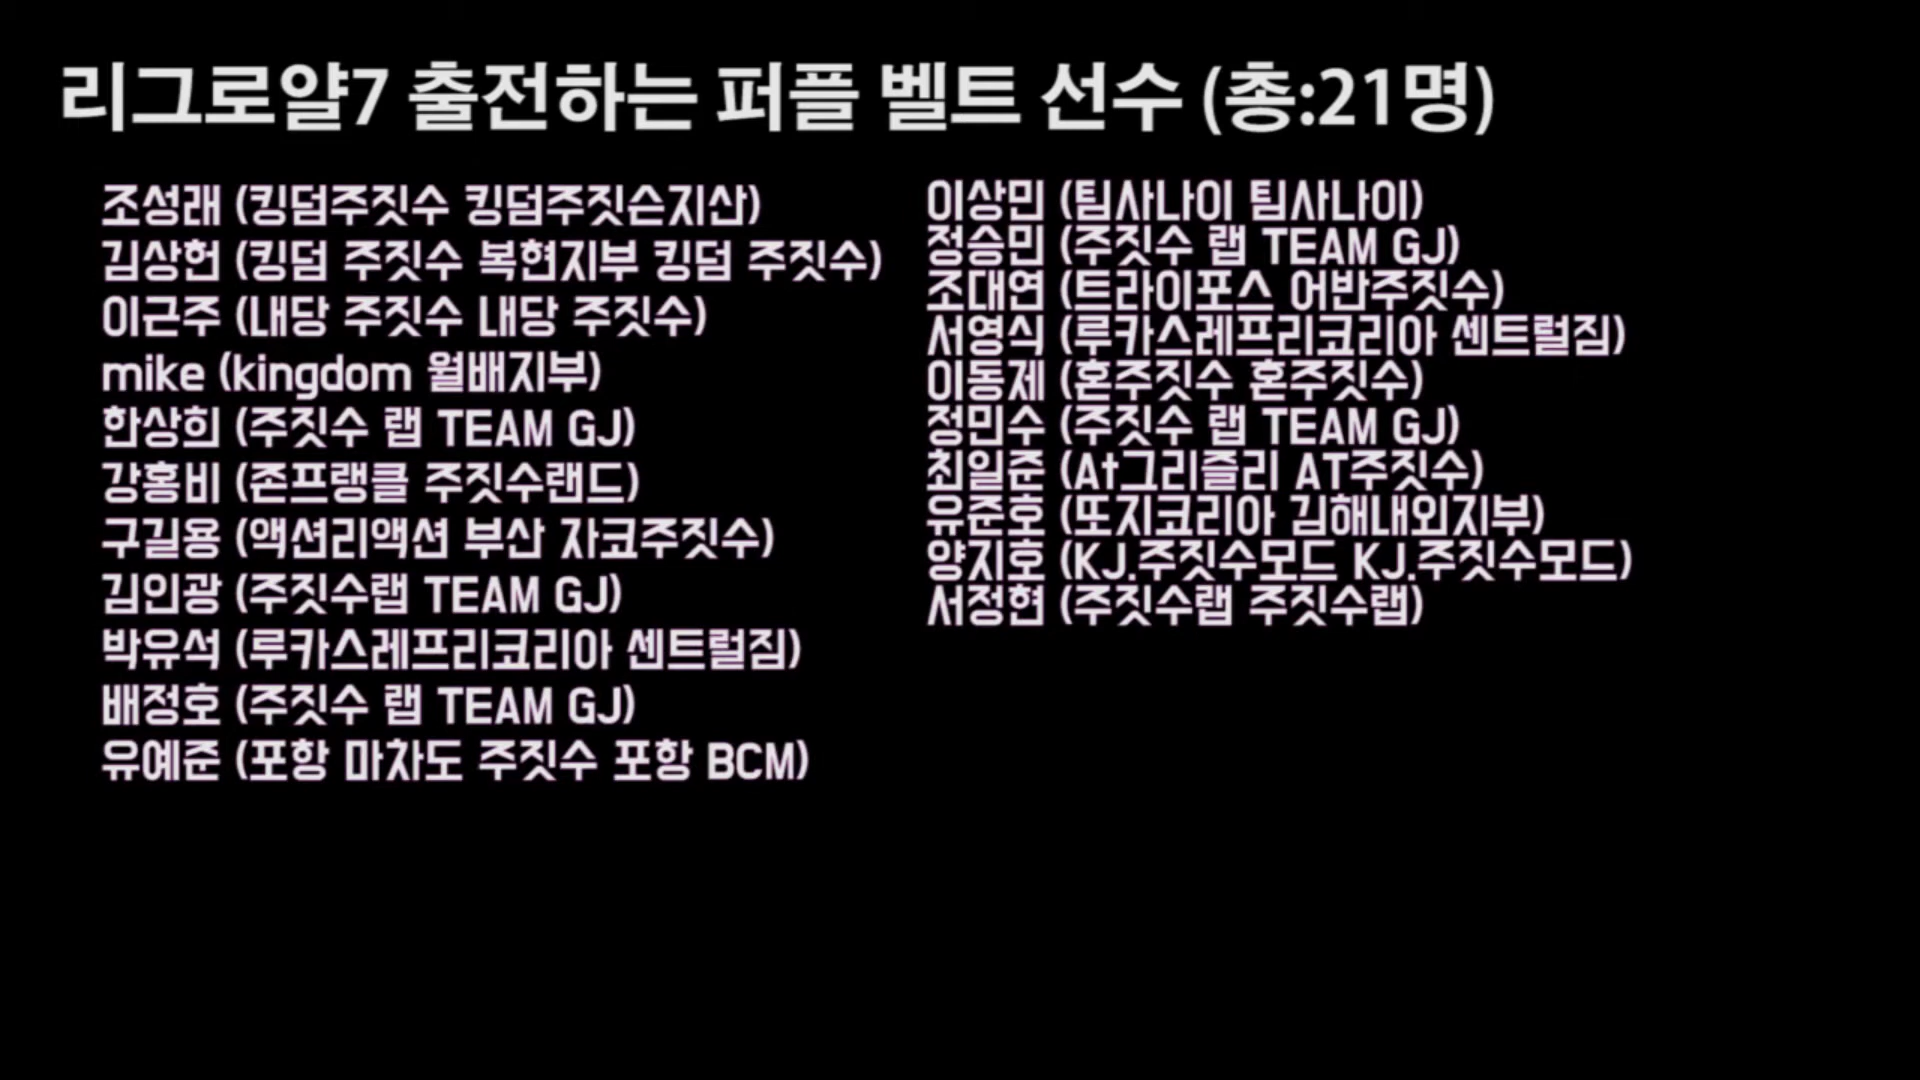 리그로얄7 출전하는 퍼플 벨트 선수 (총:21명)
조성래 (킹덤주짓수 킹덤주짓슨지산)
김상헌 (킹덤 주짓수 복현지부 킹덤 주짓수)
이근주 (내당 주짓수 내당 주짓수)
mike (kingdom 월배지부)
한상희 (주짓수 랩 TEAM GJ)
강홍비 (존프랭클 주짓수랜드)
구길용 (액션리액션 부산 자코주짓수)
김인광 (주짓수랩 TEAM GJ)
박유석 (루카스레프리코리아 센트럴짐)
배정호 (주짓수 랩 TEAM GJ)
유예준 (포항 마차도 주짓수 포항 BCM)
이상민 (팀사나이 팀사나이)
정승민 (주짓수 랩 TEAM GJ)
조대연 (트라이포스 어반주짓수)
서영식 (루카스레프리코리아 센트럴짐)
이동제 (혼주짓수 혼주짓수)
정민수 (주짓수 랩 TEAM GJ)
최일준 (At그리즐리 AT주짓수)
유준호 (또지코리아 김해내외지부)
양지호 (KJ.주짓수모드 KJ.주짓수모드)
서정현 (주짓수랩 주짓수랩)